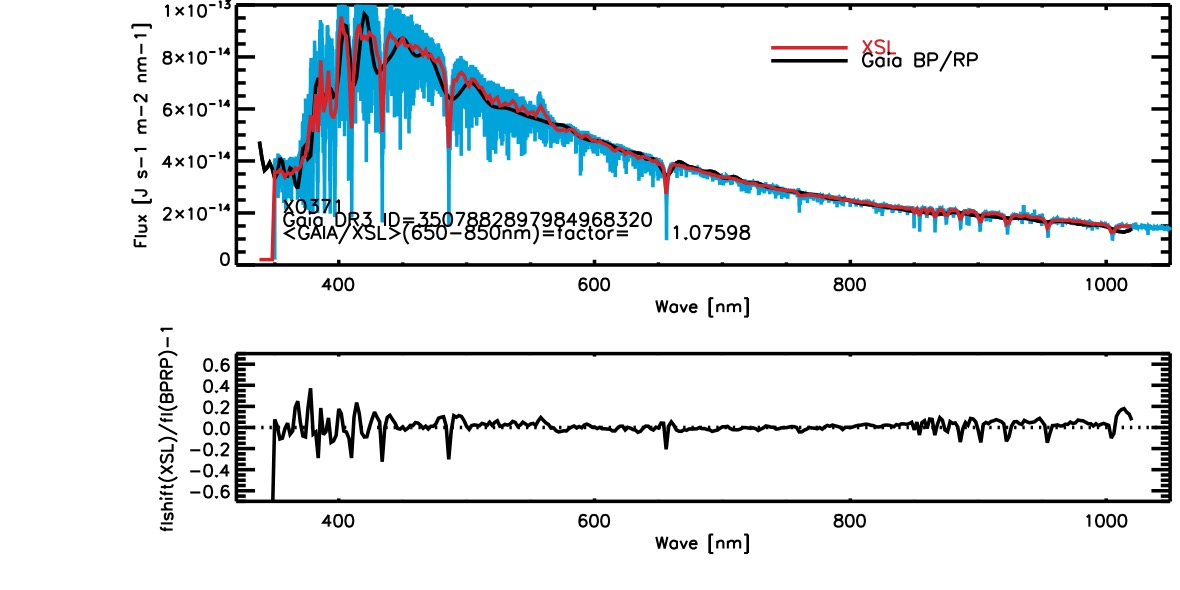 1×10−13
8×10−14
6×10−14
4×10−14
2×10−14
0
Flux [J s−1 m−2 nm−1]
XSL
Gaia BP/RP
X0371
Gaia DR3 ID=3507882897984968320
<GAIA/XSL>(650−850nm)=factor= 1.07598
400 600 800 1000
Wave [nm]
0.6
0.4
0.2
0.0
−0.2
−0.4
−0.6
flshift(XSL)/fl(BPRP)−1
400 600 800 1000
Wave [nm]